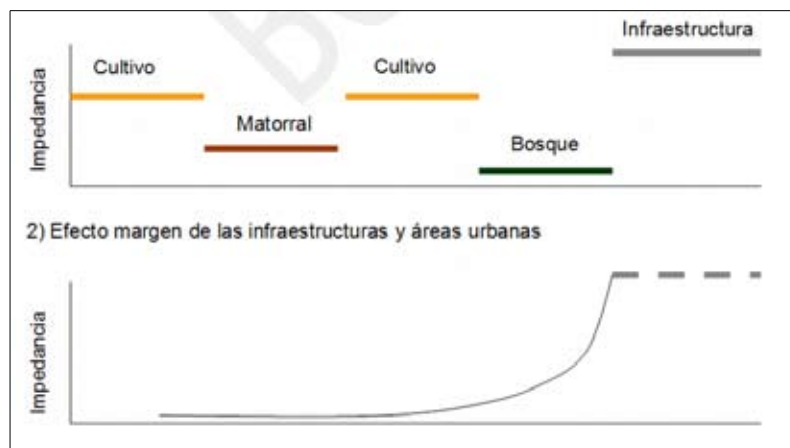 Infraestructura
Cultivo
Cultivo
Impedancia
Matorral
Bosque
2) Efecto margen de las infraestructuras y áreas urbanas
Impedancia